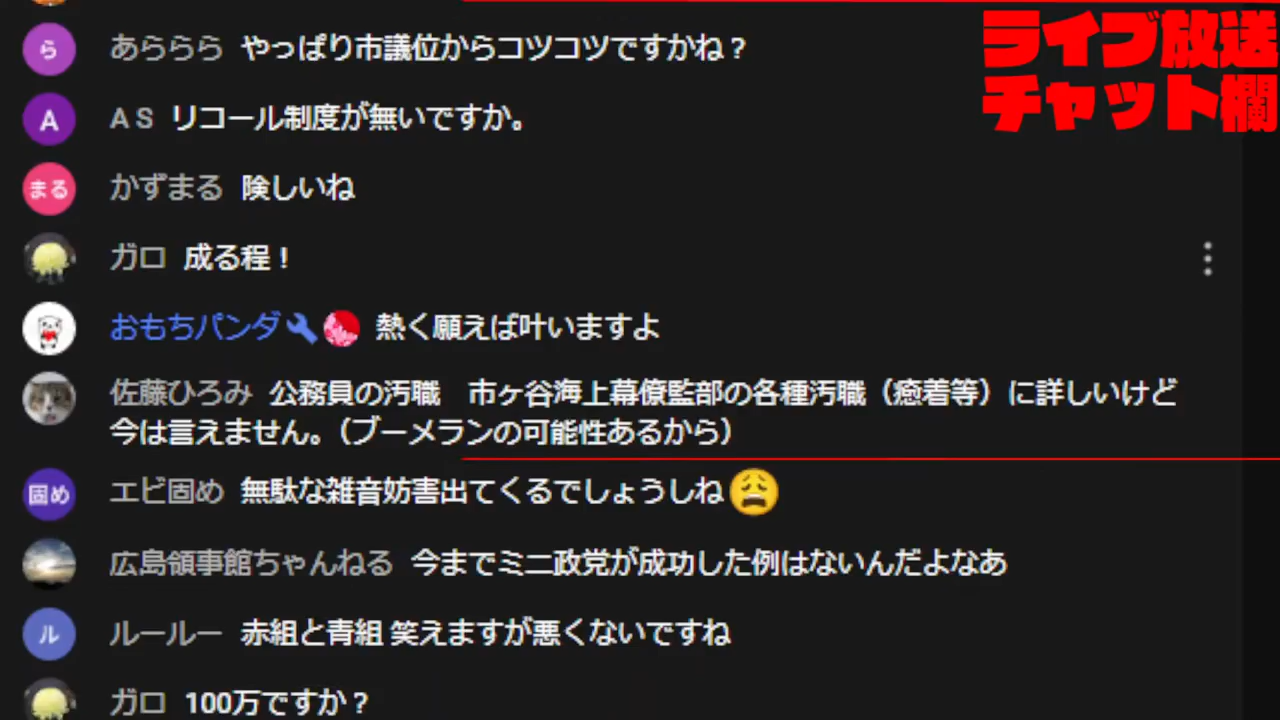 ライブ放送
チャット欄
ら あららら やっぱり市議位からコツコツですかね？
A A S リコール制度が無いですか。
まる かずまる 険しいね
ガロ 成る程！
おもちパンダ 熱く願えば叶いますよ
佐藤ひろみ 公務員の汚職　市ヶ谷海上幕僚監部の各種汚職（癒着等）に詳しいけど
今は言えません。（ブーメランの可能性あるから）
固め エビ固め 無駄な雑音妨害出てくるでしょうしね😩
広島領事館ちゃんねる 今までミニ政党が成功した例はないんだよなあ
ル ルールー 赤組と青組 笑えますが悪くないですね
ガロ 100万ですか？